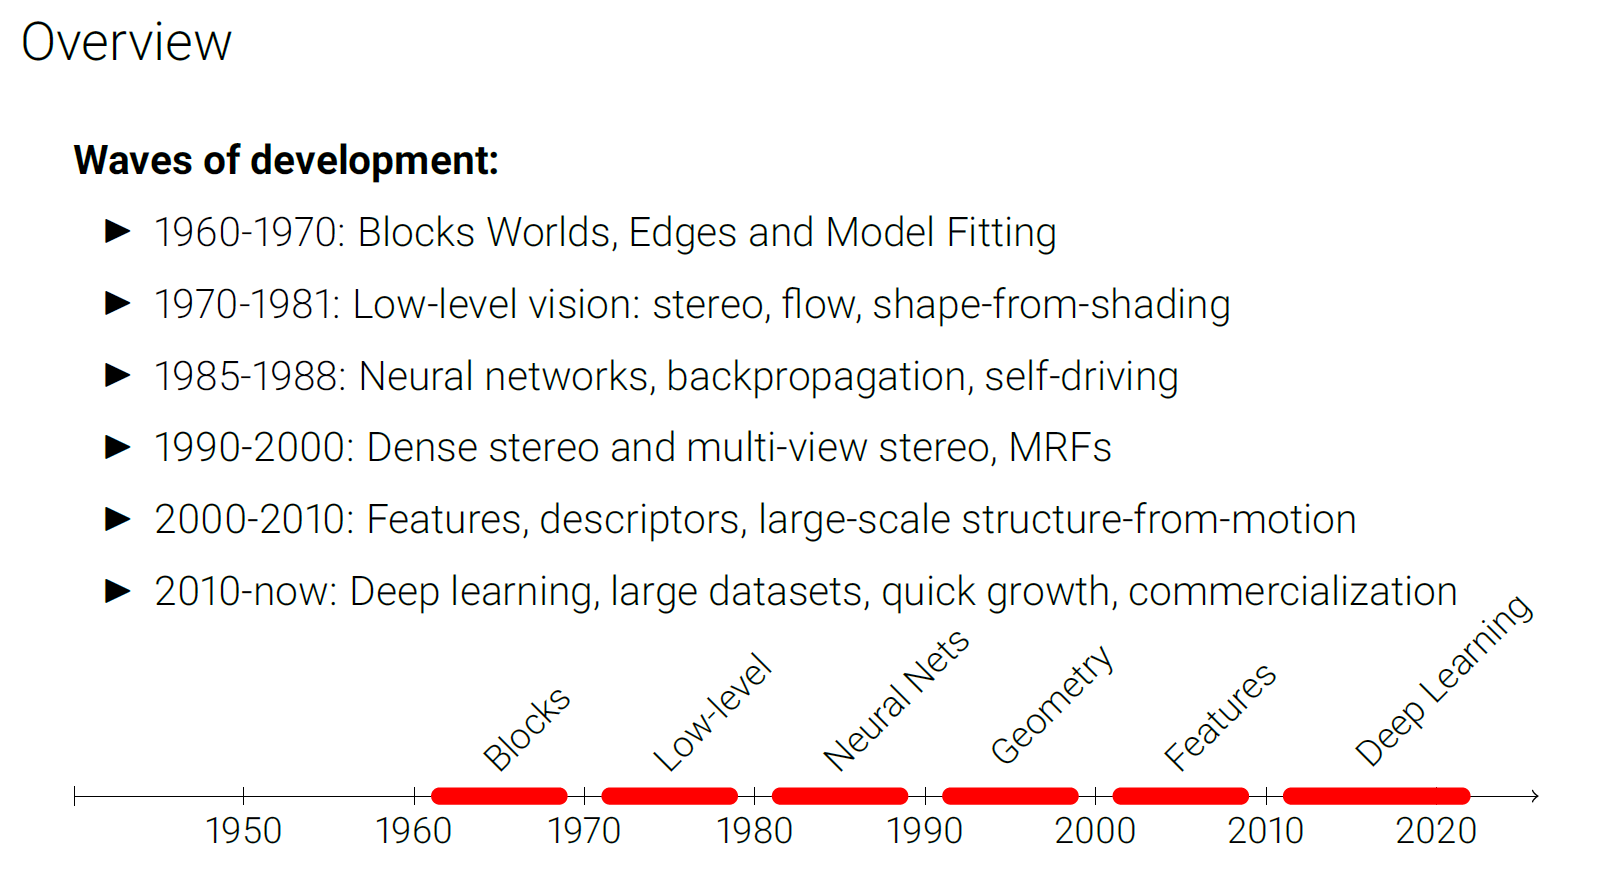 Overview
Waves of development:
► 1960-1970: Blocks Worlds, Edges and Model Fitting
► 1970-1981: Low-level vision: stereo, flow, shape-from-shading
► 1985-1988: Neural networks, backpropagation, self-driving
► 1990-2000: Dense stereo and multi-view stereo, MRFs
► 2000-2010: Features, descriptors, large-scale structure-from-motion
► 2010-now: Deep learning, large datasets, quick growth, commercialization
Blocks
Low-level
Neural Nets
Geometry
Features
Deep Learning
1950 1960 1970 1980 1990 2000 2010 2020